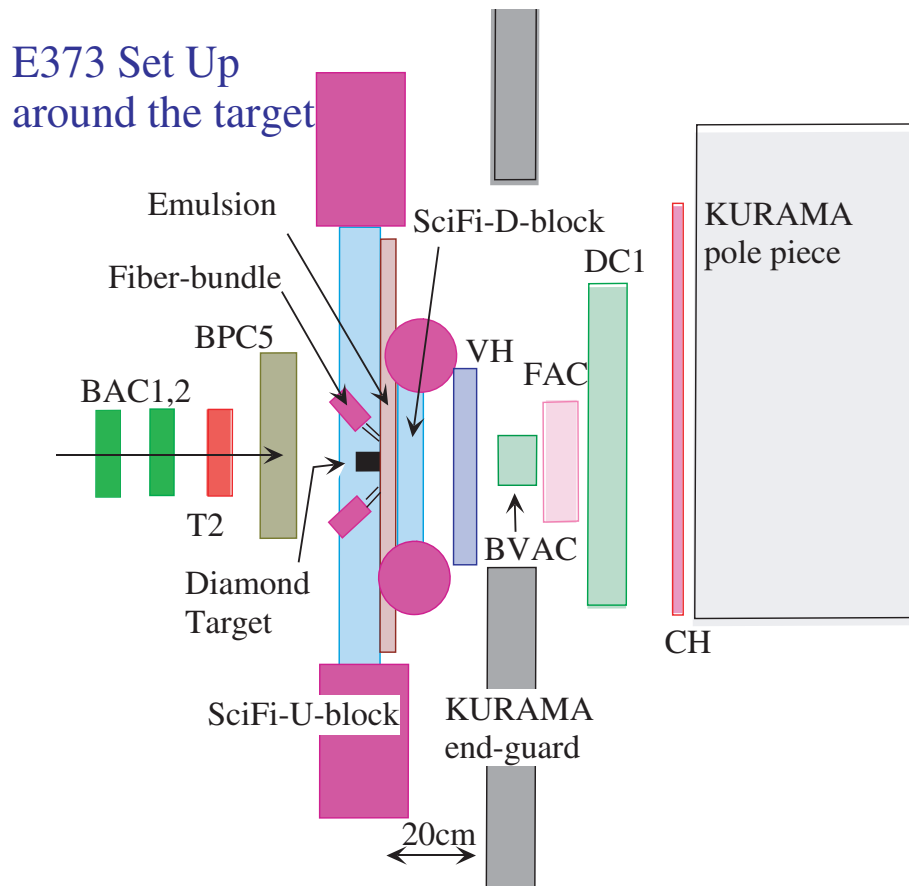 E373 Set Up
around the target
Emulsion
SciFi-D-block
KURAMA
pole piece
Fiber-bundle
DC1
BPC5
VH
FAC
BAC1,2
T2
BVAC
Diamond
Target
CH
SciFi-U-block
KURAMA
end-guard
20cm